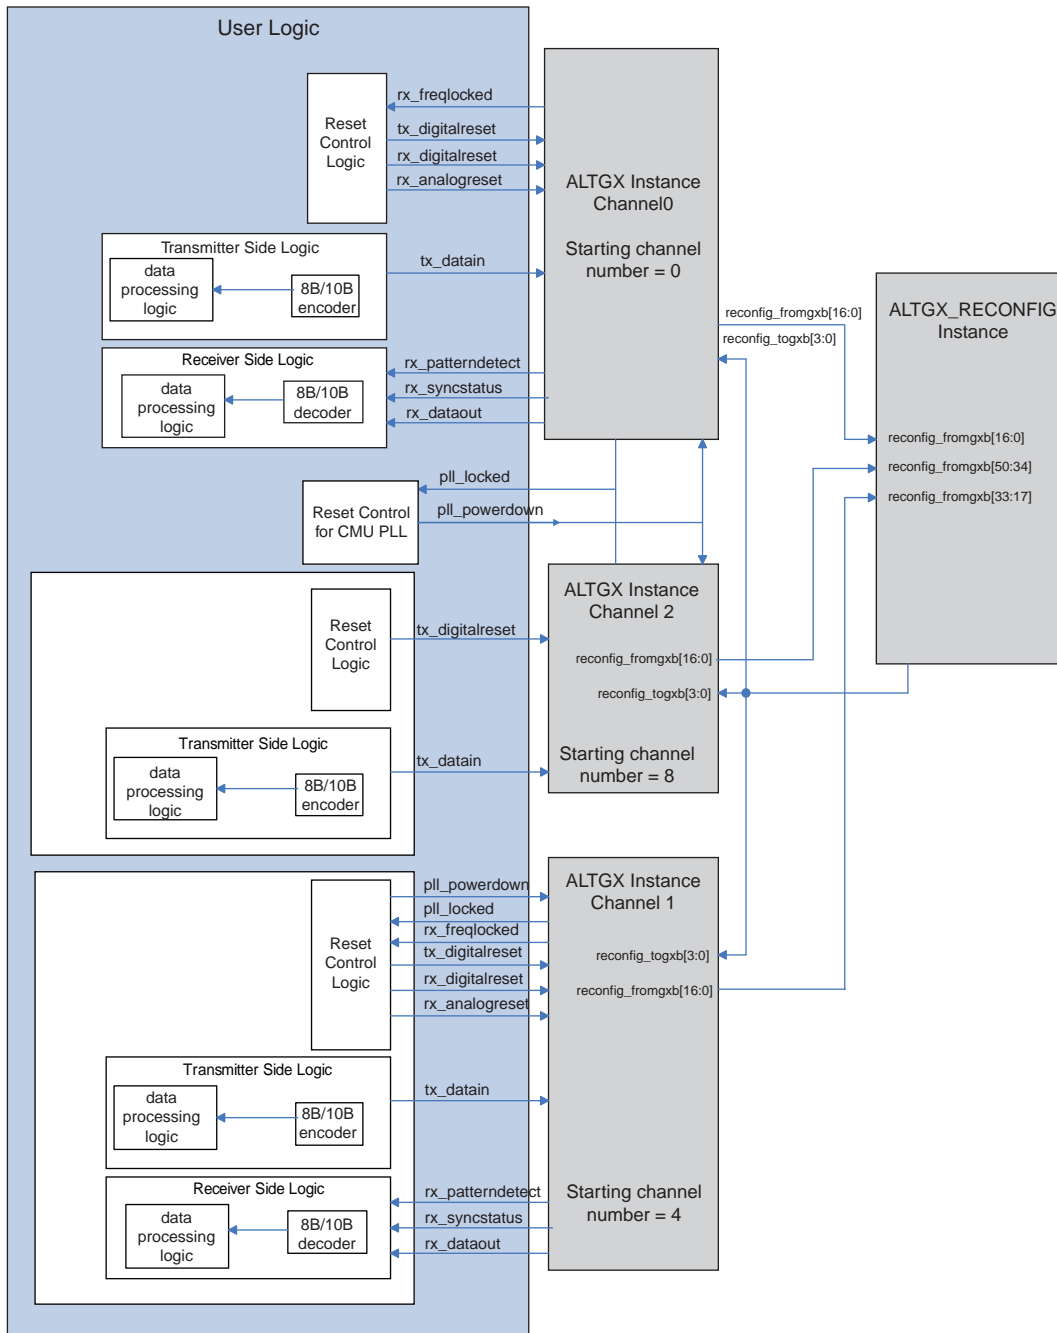 User Logic
Reset
Control
Logic
rx_freqlocked
tx_digitalreset
rx_digitalreset
rx_analogreset
ALTGX Instance
Channel0
Starting channel
number = 0
Transmitter Side Logic
data
processing
logic
8B/10B
encoder
tx_datain
Receiver Side Logic
data
processing
logic
8B/10B
decoder
rx_patterndetect
rx_syncstatus
rx_dataout
reconfig_fromgxb[16:0]
reconfig_togxb[3:0]
ALTGX_RECONFIG
Instance
reconfig_fromgxb[16:0]
reconfig_fromgxb[50:34]
reconfig_fromgxb[33:17]
Reset Control
for CMU PLL
pll_locked
pll_powerdown
Reset
Control
Logic
tx_digitalreset
ALTGX Instance
Channel 2
reconfig_fromgxb[16:0]
reconfig_togxb[3:0]
Starting channel
number = 8
Transmitter Side Logic
data
processing
logic
8B/10B
encoder
tx_datain
Reset
Control
Logic
pll_powerdown
pll_locked
rx_freqlocked
tx_digitalreset
rx_digitalreset
rx_analogreset
ALTGX Instance
Channel 1
reconfig_togxb[3:0]
reconfig_fromgxb[16:0]
Starting channel
number = 4
Transmitter Side Logic
data
processing
logic
8B/10B
encoder
tx_datain
Receiver Side Logic
data
processing
logic
8B/10B
decoder
rx_patterndetect
rx_syncstatus
rx_dataout